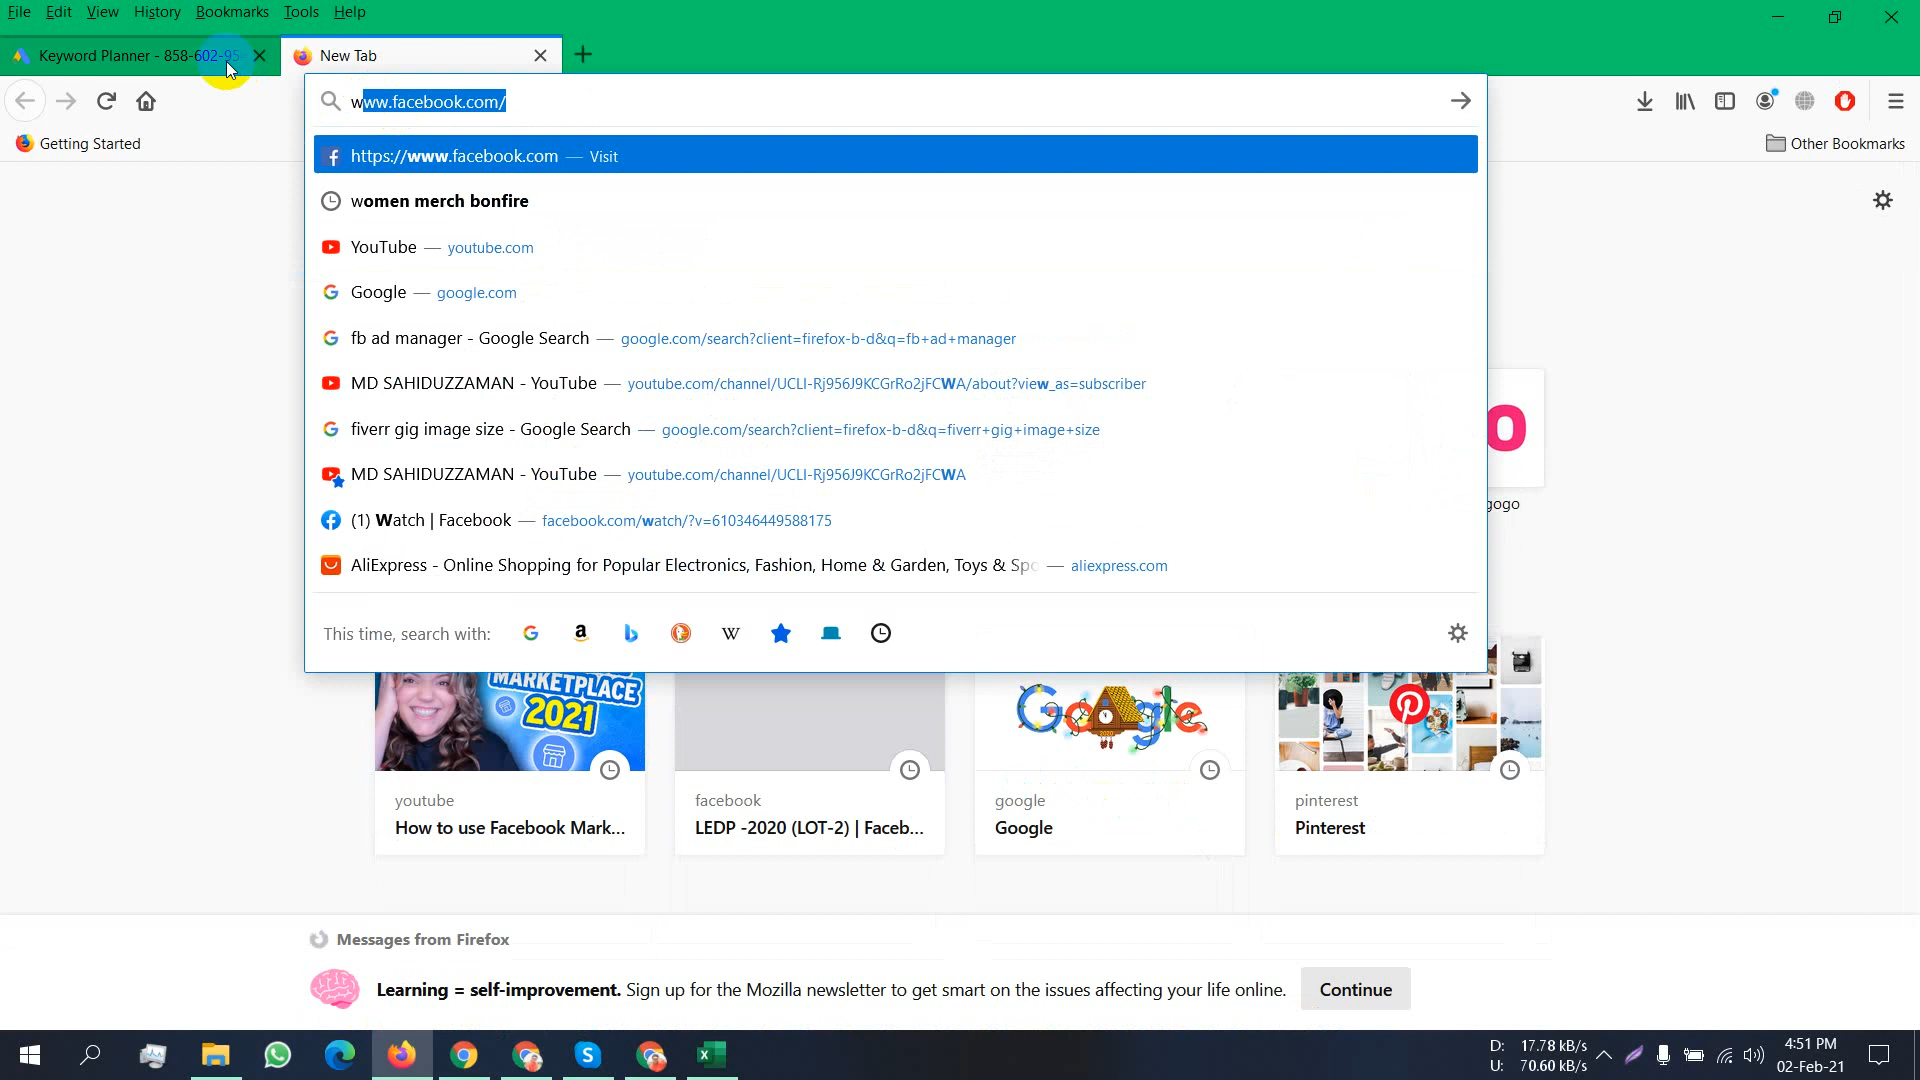 File Edit View History Bookmarks Tools Help
Keyword Planner - 858-602-95
New Tab
www.facebook.com/
Getting Started
Other Bookmarks
https://www.facebook.com — Visit
women merch bonfire
YouTube — youtube.com
Google — google.com
fb ad manager - Google Search — google.com/search?client=firefox-b-d&q=fb+ad+manager
MD SAHIDUZZAMAN - YouTube — youtube.com/channel/UCLI-Rj956J9KCGrRo2jFCWA/about?view_as=subscriber
fiverr gig image size - Google Search — google.com/search?client=firefox-b-d&q=fiverr+gig+image+size
MD SAHIDUZZAMAN - YouTube — youtube.com/channel/UCLI-Rj956J9KCGrRo2jFCWA
gogo
(1) Watch | Facebook — facebook.com/watch/?v=610346449588175
AliExpress - Online Shopping for Popular Electronics, Fashion, Home & Garden, Toys & Spo — aliexpress.com
This time, search with:
MARKETPLACE
2021
Google
youtube
How to use Facebook Mark...
facebook
LEDP -2020 (LOT-2) | Faceb...
google
Google
pinterest
Pinterest
Messages from Firefox
Learning = self-improvement. Sign up for the Mozilla newsletter to get smart on the issues affecting your life online.
Continue
D: 17.78 kB/s
U: 70.60 kB/s
4:51 PM
02-Feb-21